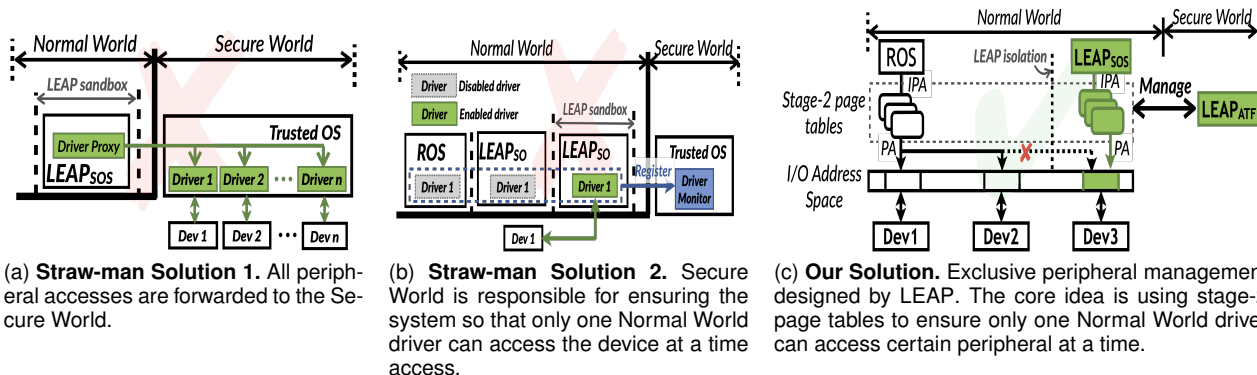 Normal World
Secure World
LEAP sandbox
Trusted OS
Driver Proxy
LEAPSOS
Driver 1
Driver 2
...
Driver n
Dev 1
Dev 2
...
Dev n
(a) Straw-man Solution 1. All periph-
eral accesses are forwarded to the Se-
cure World.
Normal World
Secure World
Driver
Disabled driver
Driver
Enabled driver
LEAP sandbox
ROS
LEAPSO
LEAPSO
Trusted OS
Driver 1
Driver 1
Driver 1
Register
Driver
Monitor
Dev 1
(b) Straw-man Solution 2. Secure
World is responsible for ensuring the
system so that only one Normal World
driver can access the device at a time
access.
Normal World
Secure World
ROS
LEAP isolation
LEAPSOS
IPA
IPA
Stage-2 page
tables
Manage
LEAPATF
PA
PA
I/O Address
Space
Dev1
Dev2
Dev3
(c) Our Solution. Exclusive peripheral managemen
designed by LEAP. The core idea is using stage-
page tables to ensure only one Normal World drive
can access certain peripheral at a time.